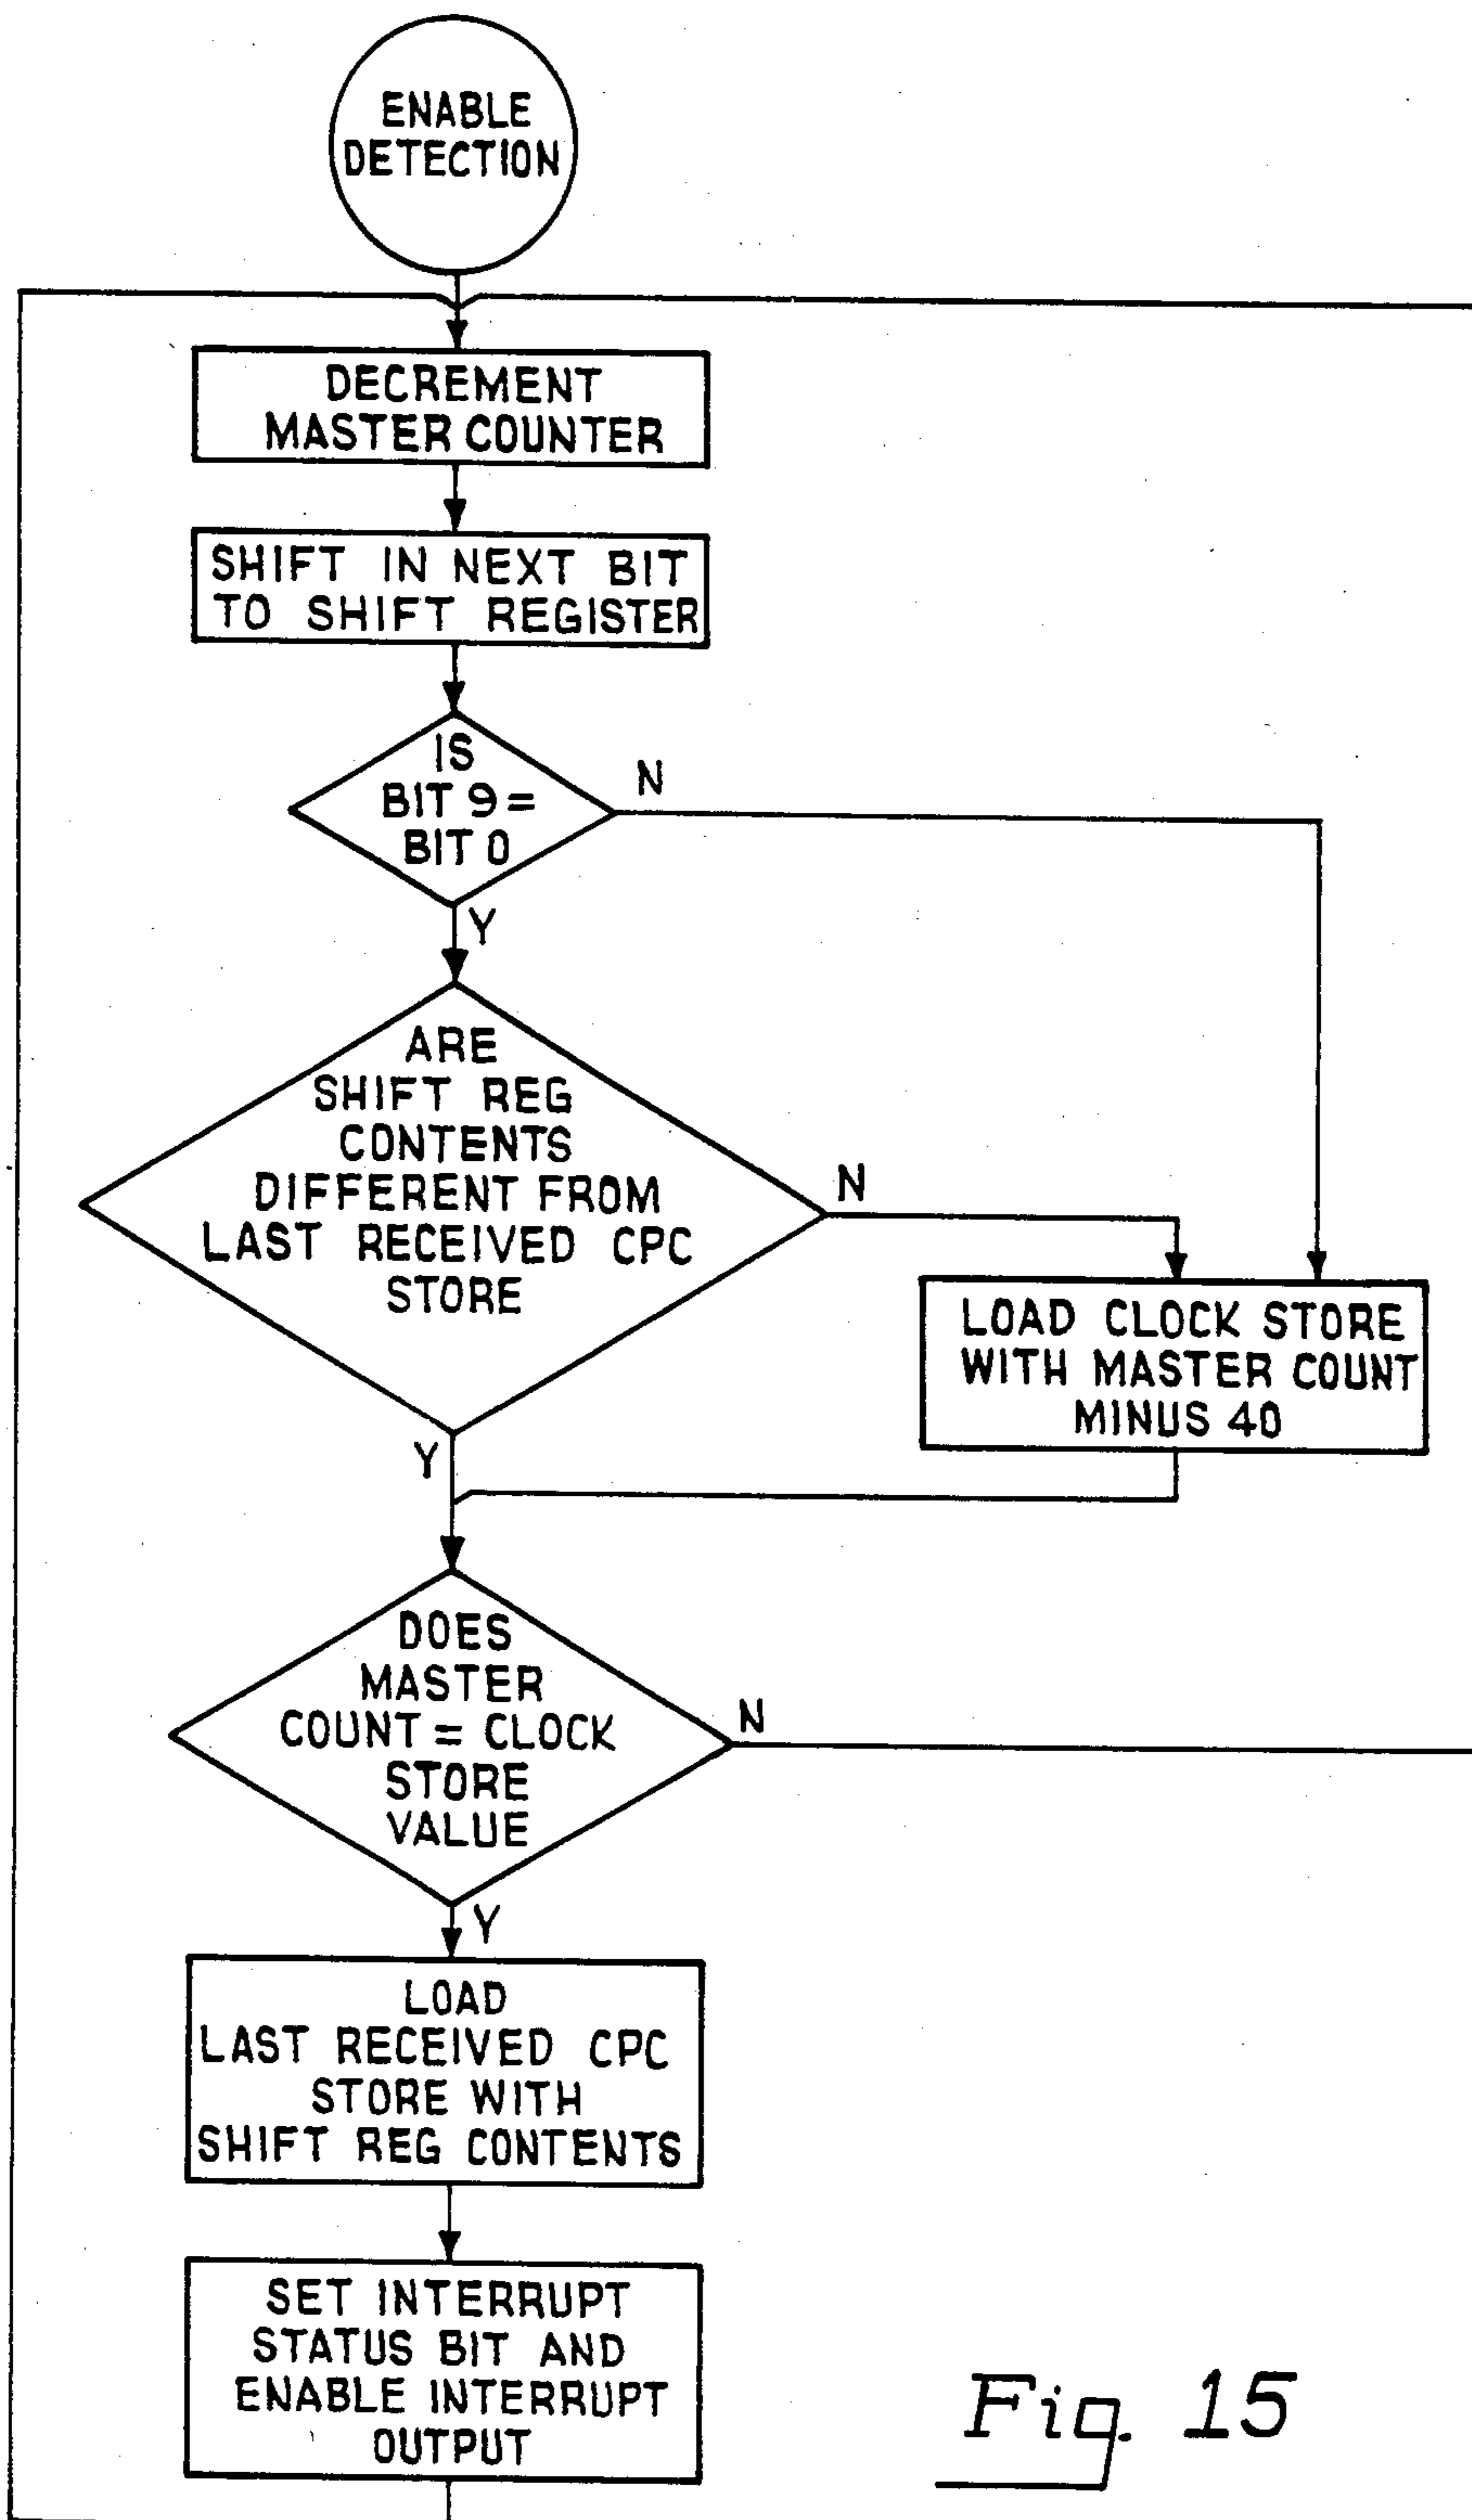 ENABLE
DETECTION
DECREMENT
MASTER COUNTER
SHIFT IN NEXT BIT
TO SHIFT REGISTER
IS
BIT 9 =
BIT 0
N
Y
ARE
SHIFT REG
CONTENTS
DIFFERENT FROM
LAST RECEIVED CPC
STORE
N
Y
LOAD CLOCK STORE
WITH MASTER COUNT
MINUS 40
DOES
MASTER
COUNT = CLOCK
STORE
VALUE
N
Y
LOAD
LAST RECEIVED CPC
STORE WITH
SHIFT REG CONTENTS
SET INTERRUPT
STATUS BIT AND
ENABLE INTERRUPT
OUTPUT
Fig. 15